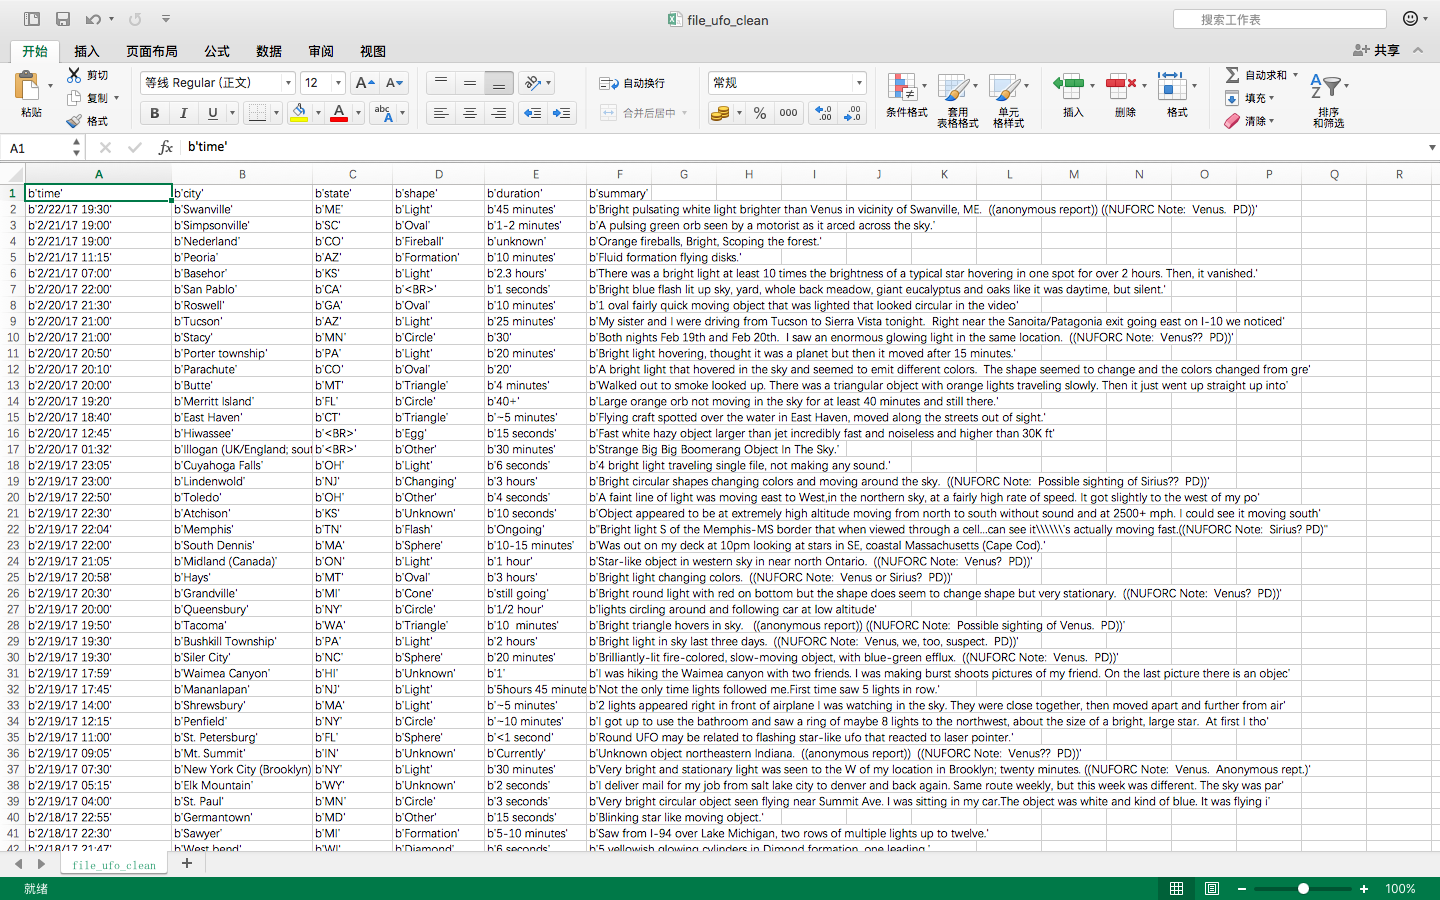 file_ufo_clean
搜索工作表
开始 插入 页面布局 公式 数据 审阅 视图 共享
粘贴 剪切 复制 格式
等线 Regular (正文) 12 A A
B I U A abc A
自动换行
合并后居中
常规
% 000 .0 .00 .00 .0
条件格式 套用表格格式 单元格样式 插入 删除 格式
自动求和 填充 清除 排序和筛选
A1 fx b'time'
A B C D E F G H I J K L M N O P Q R
1 b'time' b'city' b'state' b'shape' b'duration' b'summary'
2 b'2/22/17 19:30' b'Swanville' b'ME' b'Light' b'45 minutes' b'Bright pulsating white light brighter than Venus in vicinity of Swanville, ME.  ((anonymous report)) ((NUFORC Note:  Venus.  PD))'
3 b'2/21/17 19:00' b'Simpsonville' b'SC' b'Oval' b'1-2 minutes' b'A pulsing green orb seen by a motorist as it arced across the sky.'
4 b'2/21/17 19:00' b'Nederland' b'CO' b'Fireball' b'unknown' b'Orange fireballs, Bright, Scoping the forest.'
5 b'2/21/17 11:15' b'Peoria' b'AZ' b'Formation' b'10 minutes' b'Fluid formation flying disks.'
6 b'2/21/17 07:00' b'Basehor' b'KS' b'Light' b'2.3 hours' b'There was a bright light at least 10 times the brightness of a typical star hovering in one spot for over 2 hours. Then, it vanished.'
7 b'2/20/17 22:00' b'San Pablo' b'CA' b'<BR>' b'1 seconds' b'Bright blue flash lit up sky, yard, whole back meadow, giant eucalyptus and oaks like it was daytime, but silent.'
8 b'2/20/17 21:30' b'Roswell' b'GA' b'Oval' b'10 minutes' b'1 oval fairly quick moving object that was lighted that looked circular in the video'
9 b'2/20/17 21:00' b'Tucson' b'AZ' b'Light' b'25 minutes' b'My sister and I were driving from Tucson to Sierra Vista tonight.  Right near the Sanoita/Patagonia exit going east on I-10 we noticed'
10 b'2/20/17 21:00' b'Stacy' b'MN' b'Circle' b'30' b'Both nights Feb 19th and Feb 20th.  I saw an enormous glowing light in the same location.  ((NUFORC Note:  Venus??  PD))'
11 b'2/20/17 20:50' b'Porter township' b'PA' b'Light' b'20 minutes' b'Bright light hovering, thought it was a planet but then it moved after 15 minutes.'
12 b'2/20/17 20:10' b'Parachute' b'CO' b'Oval' b'20' b'A bright light that hovered in the sky and seemed to emit different colors.  The shape seemed to change and the colors changed from gre'
13 b'2/20/17 20:00' b'Butte' b'MT' b'Triangle' b'4 minutes' b'Walked out to smoke looked up. There was a triangular object with orange lights traveling slowly. Then it just went up straight up into'
14 b'2/20/17 19:20' b'Merritt Island' b'FL' b'Circle' b'40+' b'Large orange orb not moving in the sky for at least 40 minutes and still there.'
15 b'2/20/17 18:40' b'East Haven' b'CT' b'Triangle' b'~5 minutes' b'Flying craft spotted over the water in East Haven, moved along the streets out of sight.'
16 b'2/20/17 12:45' b'Hiwassee' b'<BR>' b'Egg' b'15 seconds' b'Fast white hazy object larger than jet incredibly fast and noiseless and higher than 30K ft'
17 b'2/20/17 01:32' b'Illogan (UK/England; sout b'<BR>' b'Other' b'30 minutes' b'Strange Big Big Boomerang Object In The Sky.'
18 b'2/19/17 23:05' b'Cuyahoga Falls' b'OH' b'Light' b'6 seconds' b'4 bright light traveling single file, not making any sound.'
19 b'2/19/17 23:00' b'Lindenwold' b'NJ' b'Changing' b'3 hours' b'Bright circular shapes changing colors and moving around the sky.  ((NUFORC Note:  Possible sighting of Sirius??  PD))'
20 b'2/19/17 22:50' b'Toledo' b'OH' b'Other' b'4 seconds' b'A faint line of light was moving east to West,in the northern sky, at a fairly high rate of speed. It got slightly to the west of my po'
21 b'2/19/17 22:30' b'Atchison' b'KS' b'Unknown' b'10 seconds' b'Object appeared to be at extremely high altitude moving from north to south without sound and at 2500+ mph. I could see it moving south'
22 b'2/19/17 22:04' b'Memphis' b'TN' b'Flash' b'Ongoing' b"Bright light S of the Memphis-MS border that when viewed through a cell...can see it\\\\\\\'s actually moving fast.((NUFORC Note:  Sirius? PD)"
23 b'2/19/17 22:00' b'South Dennis' b'MA' b'Sphere' b'10-15 minutes' b'Was out on my deck at 10pm looking at stars in SE, coastal Massachusetts (Cape Cod).'
24 b'2/19/17 21:05' b'Midland (Canada)' b'ON' b'Light' b'1 hour' b'Star-like object in western sky in near north Ontario.  ((NUFORC Note:  Venus?  PD))'
25 b'2/19/17 20:58' b'Hays' b'MT' b'Oval' b'3 hours' b'Bright light changing colors.  ((NUFORC Note:  Venus or Sirius?  PD))'
26 b'2/19/17 20:30' b'Grandville' b'MI' b'Cone' b'still going' b'Bright round light with red on bottom but the shape does seem to change shape but very stationary.  ((NUFORC Note:  Venus?  PD))'
27 b'2/19/17 20:00' b'Queensbury' b'NY' b'Circle' b'1/2 hour' b'lights circling around and following car at low altitude'
28 b'2/19/17 19:50' b'Tacoma' b'WA' b'Triangle' b'10  minutes' b'Bright triangle hovers in sky.   ((anonymous report)) ((NUFORC Note:  Possible sighting of Venus.  PD))'
29 b'2/19/17 19:30' b'Bushkill Township' b'PA' b'Light' b'2 hours' b'Bright light in sky last three days.  ((NUFORC Note:  Venus, we, too, suspect.  PD))'
30 b'2/19/17 19:30' b'Siler City' b'NC' b'Sphere' b'20 minutes' b'Brilliantly-lit fire-colored, slow-moving object, with blue-green efflux.  ((NUFORC Note:  Venus.  PD))'
31 b'2/19/17 17:59' b'Waimea Canyon' b'HI' b'Unknown' b'1' b'I was hiking the Waimea canyon with two friends. I was making burst shoots pictures of my friend. On the last picture there is an objec'
32 b'2/19/17 17:45' b'Mananlapan' b'NJ' b'Light' b'5hours 45 minute b'Not the only time lights followed me.First time saw 5 lights in row.'
33 b'2/19/17 14:00' b'Shrewsbury' b'MA' b'Light' b'~5 minutes' b'2 lights appeared right in front of airplane I was watching in the sky. They were close together, then moved apart and further from air'
34 b'2/19/17 12:15' b'Penfield' b'NY' b'Circle' b'~10 minutes' b'I got up to use the bathroom and saw a ring of maybe 8 lights to the northwest, about the size of a bright, large star.  At first I tho'
35 b'2/19/17 11:00' b'St. Petersburg' b'FL' b'Sphere' b'<1 second' b'Round UFO may be related to flashing star-like ufo that reacted to laser pointer.'
36 b'2/19/17 09:05' b'Mt. Summit' b'IN' b'Unknown' b'Currently' b'Unknown object northeastern Indiana.  ((anonymous report))  ((NUFORC Note:  Venus??  PD))'
37 b'2/19/17 07:30' b'New York City (Brooklyn) b'NY' b'Light' b'30 minutes' b'Very bright and stationary light was seen to the W of my location in Brooklyn; twenty minutes. ((NUFORC Note:  Venus.  Anonymous rept.)'
38 b'2/19/17 05:15' b'Elk Mountain' b'WY' b'Unknown' b'2 seconds' b'I deliver mail for my job from salt lake city to denver and back again. Same route weekly, but this week was different. The sky was par'
39 b'2/19/17 04:00' b'St. Paul' b'MN' b'Circle' b'3 seconds' b'Very bright circular object seen flying near Summit Ave. I was sitting in my car.The object was white and kind of blue. It was flying i'
40 b'2/18/17 22:55' b'Germantown' b'MD' b'Other' b'15 seconds' b'Blinking star like moving object.'
41 b'2/18/17 22:30' b'Sawyer' b'MI' b'Formation' b'5-10 minutes' b'Saw from I-94 over Lake Michigan, two rows of multiple lights up to twelve.'
42 b'2/18/17 21:47' b'West bend' b'WI' b'Diamond' b'6 seconds' b'5 yellowish glowing cylinders in Dimond formation, one leading.'
file_ufo_clean +
就绪 100%